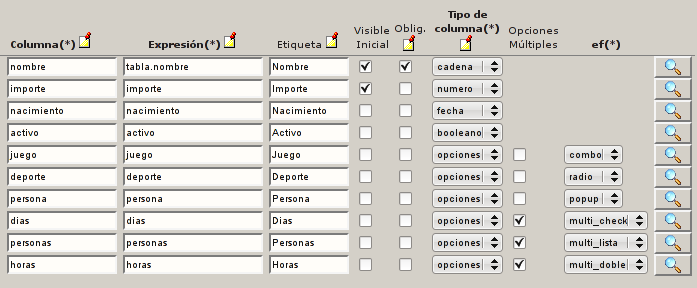 Columna(*) Expresión(*) Etiqueta Visible Inicial Oblig. Tipo de columna(*) Opciones Múltiples ef(*)
nombre tabla.nombre Nombre cadena
importe importe Importe numero
nacimiento nacimiento Nacimiento fecha
activo activo Activo booleano
juego juego Juego opciones combo
deporte deporte Deporte opciones radio
persona persona Persona opciones popup
dias dias Dias opciones multi_check
personas personas Personas opciones multi_lista
horas horas Horas opciones multi_doble